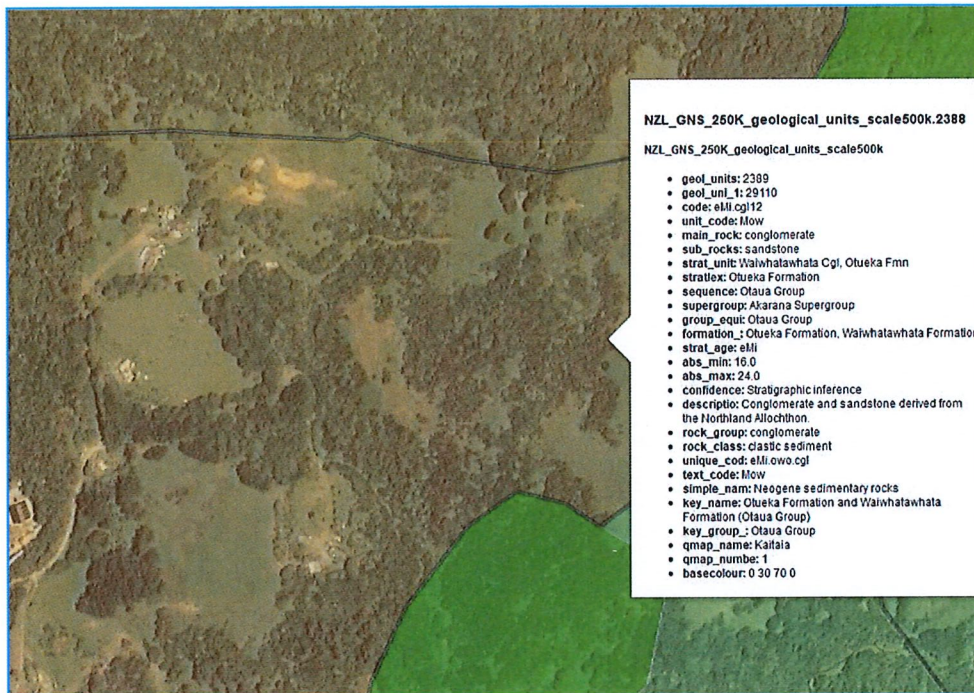 NZL_GNS_250K_geological_units_scale500k.2388
NZL_GNS_250K_geological_units_scale500k
geol_units: 2389
geol_uni_1: 29110
code: eMi.cgl12
unit_code: Mow
main_rock: conglomerate
sub_rocks: sandstone
strat_unit: Waiwhatawhata Cgl, Otueka Fmn
stratlex: Otueka Formation
sequence: Otaua Group
supergroup: Akarana Supergroup
group_equi: Otaua Group
formation_: Otueka Formation, Waiwhatawhata Formation
strat_age: eMi
abs_min: 16.0
abs_max: 24.0
confidence: Stratigraphic inference
descriptio: Conglomerate and sandstone derived from
the Northland Allochthon.
rock_group: conglomerate
rock_class: clastic sediment
unique_cod: eMi.owo.cgl
text_code: Mow
simple_nam: Neogene sedimentary rocks
key_name: Otueka Formation and Waiwhatawhata
Formation (Otaua Group)
key_group_: Otaua Group
qmap_name: Kaitaia
qmap_numbe: 1
basecolour: 0 30 70 0